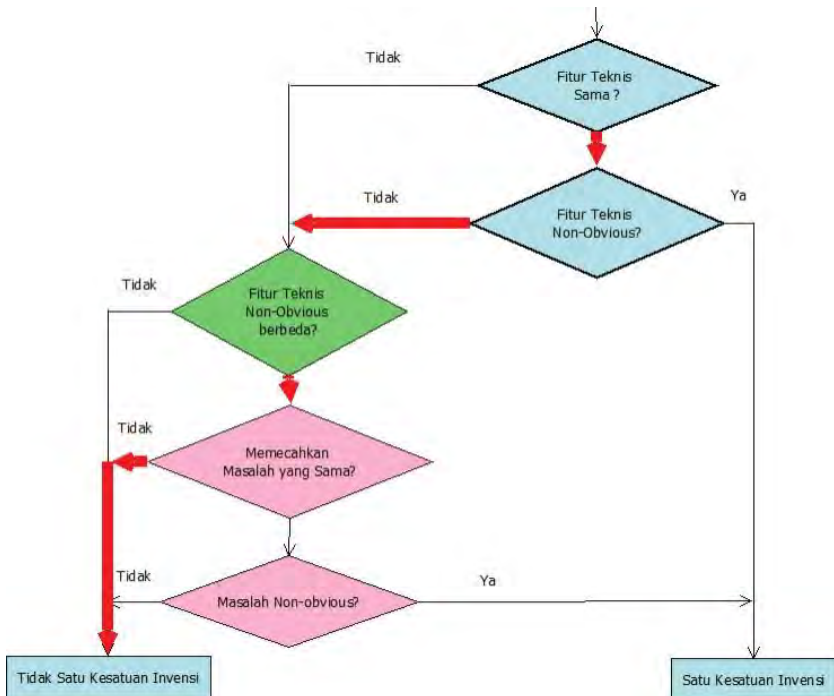 Tidak
Fitur Teknis
Sama ?
Tidak
Ya
Fitur Teknis
Non-Obvious?
Tidak
Fitur Teknis
Non-Obvious
berbeda?
Tidak
Memecahkan
Masalah yang Sama?
Tidak
Ya
Masalah Non-obvious?
Tidak Satu Kesatuan Invensi
Satu Kesatuan Invensi